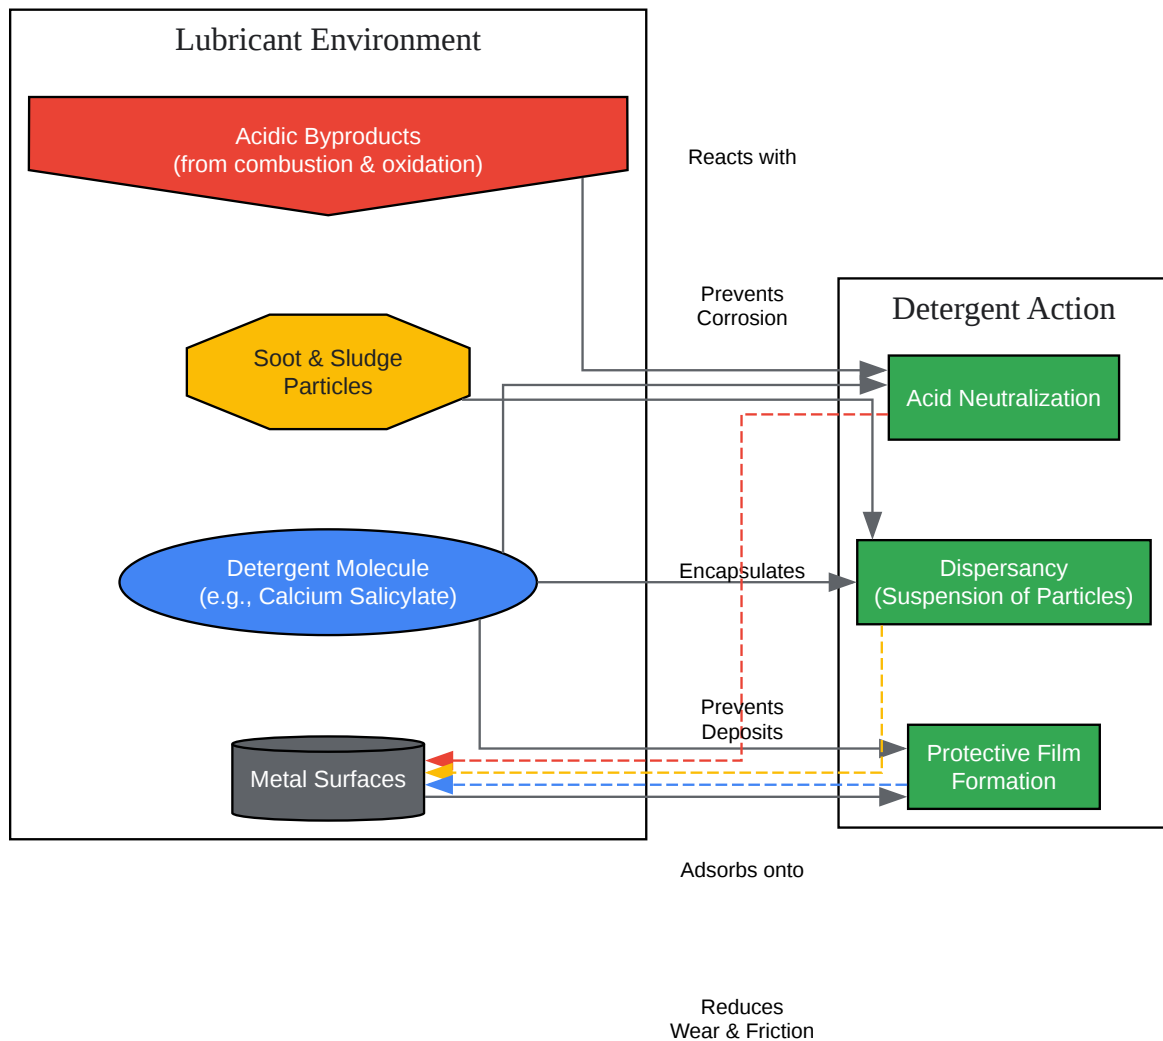 Lubricant Environment
Acidic Byproducts
(from combustion & oxidation)
Soot & Sludge
Particles
Detergent Molecule
(e.g., Calcium Salicylate)
Metal Surfaces
Reacts with
Prevents
Corrosion
Encapsulates
Prevents
Deposits
Adsorbs onto
Reduces
Wear & Friction
Detergent Action
Acid Neutralization
Dispersancy
(Suspension of Particles)
Protective Film
Formation